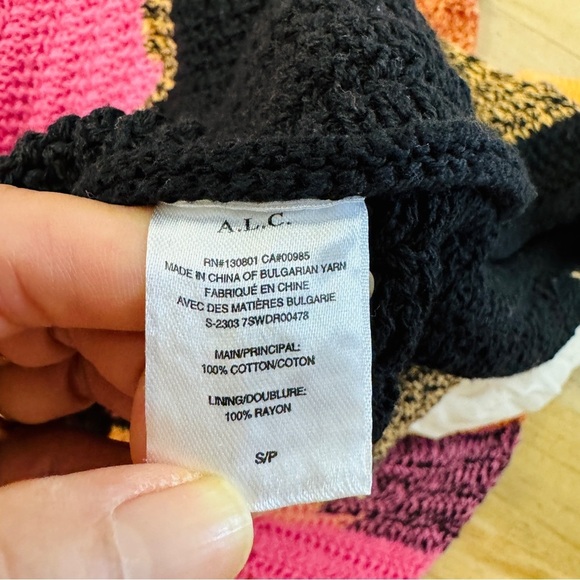 A.L.C.
RN#130801 CA#00985
MADE IN CHINA OF BULGARIAN YARN
FABRIQUÉ EN CHINE
AVEC DES MATIÈRES BULGARIE
S-2303 7SWDR00478
MAIN/PRINCIPAL:
100% COTTON/COTON
LINING/DOUBLURE:
100% RAYON
S/P